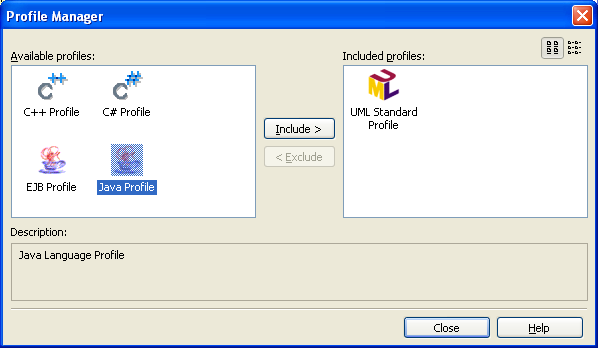 Profile Manager
Available profiles:
Included profiles:
C++ Profile
C# Profile
EJB Profile
Java Profile
Include >
< Exclude
UML
UML Standard
Profile
Description:
Java Language Profile
Close
Help